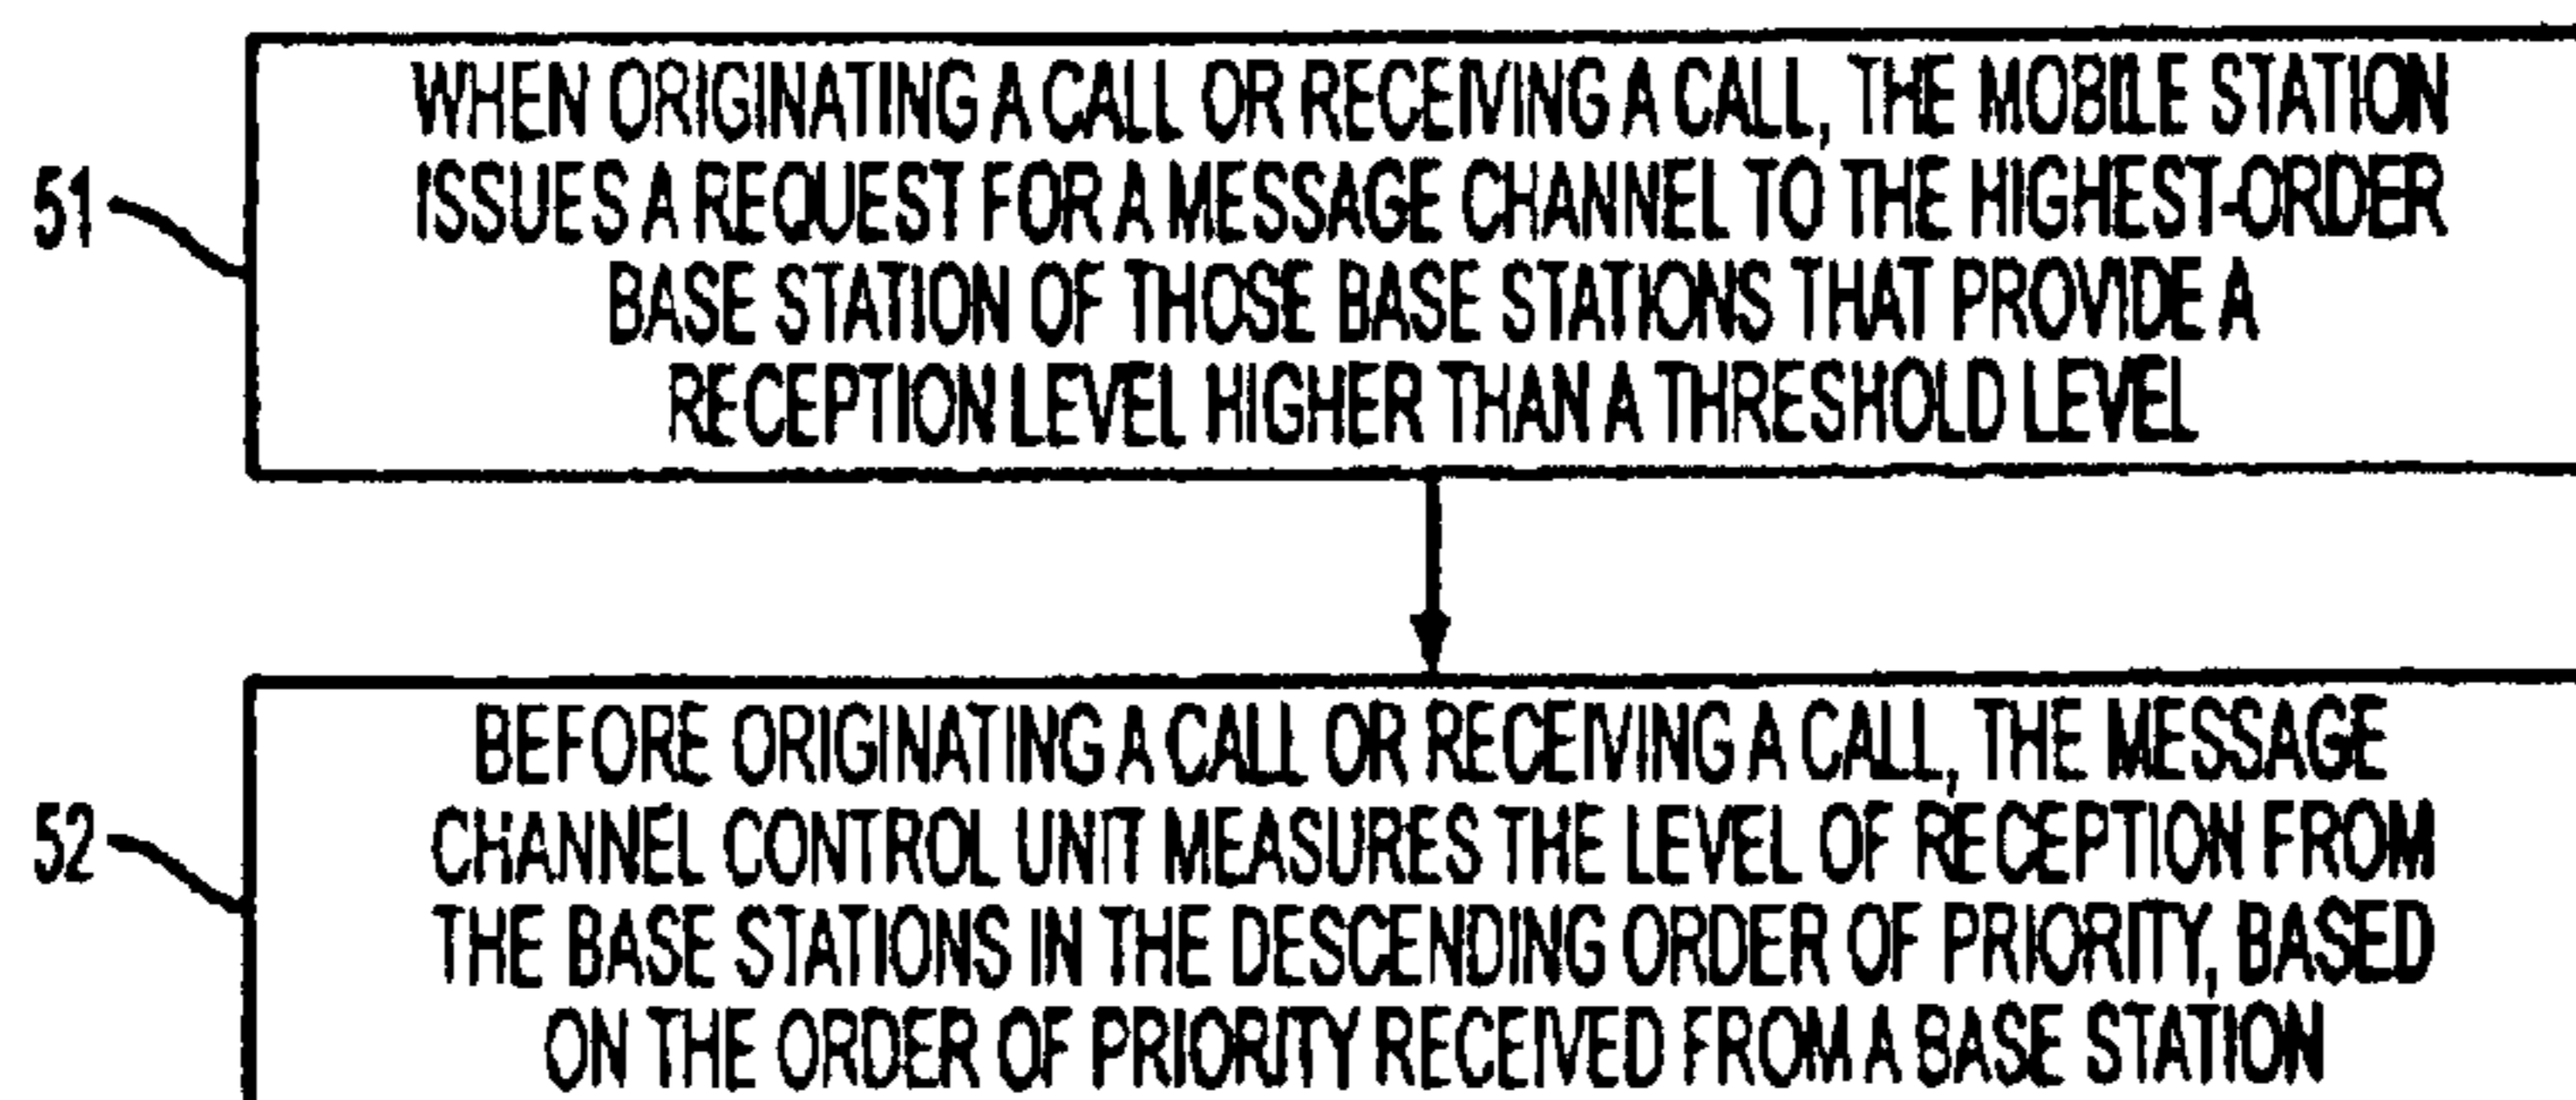 WHEN ORIGINATING A CALL OR RECEIVING A CALL, THE MOBILE STATION
51
ISSUES A REQUEST FOR A MESSAGE CHANNEL TO THE HIGHEST-ORDER
BASE STATION OF THOSE BASE STATIONS THAT PROVIDE A
RECEPTION LEVEL HIGHER THAN A THRESHOLD LEVEL
BEFORE ORIGINATING A CALL OR RECEIVING A CALL, THE MESSAGE
52
CHANNEL CONTROL UNIT MEASURES THE LEVEL OF RECEPTION FROM
THE BASE STATIONS IN THE DESCENDING ORDER OF PRIORITY, BASED
ON THE ORDER OF PRIORITY RECEIVED FROM A BASE STATION